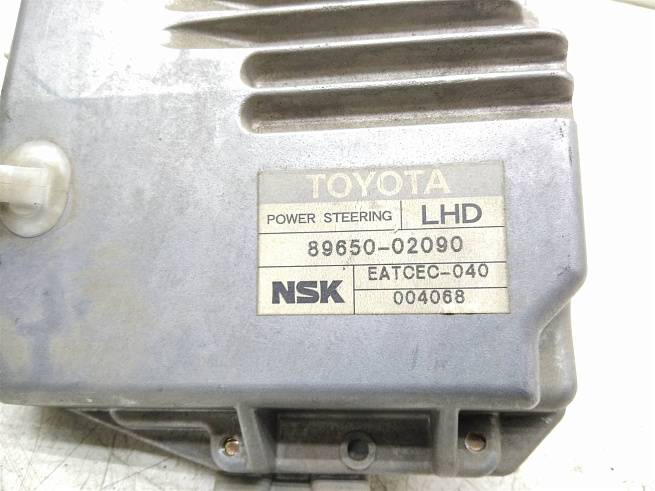 TOYOTA
POWER STEERING LHD
89650-02090
NSK EATCEC-040
004068